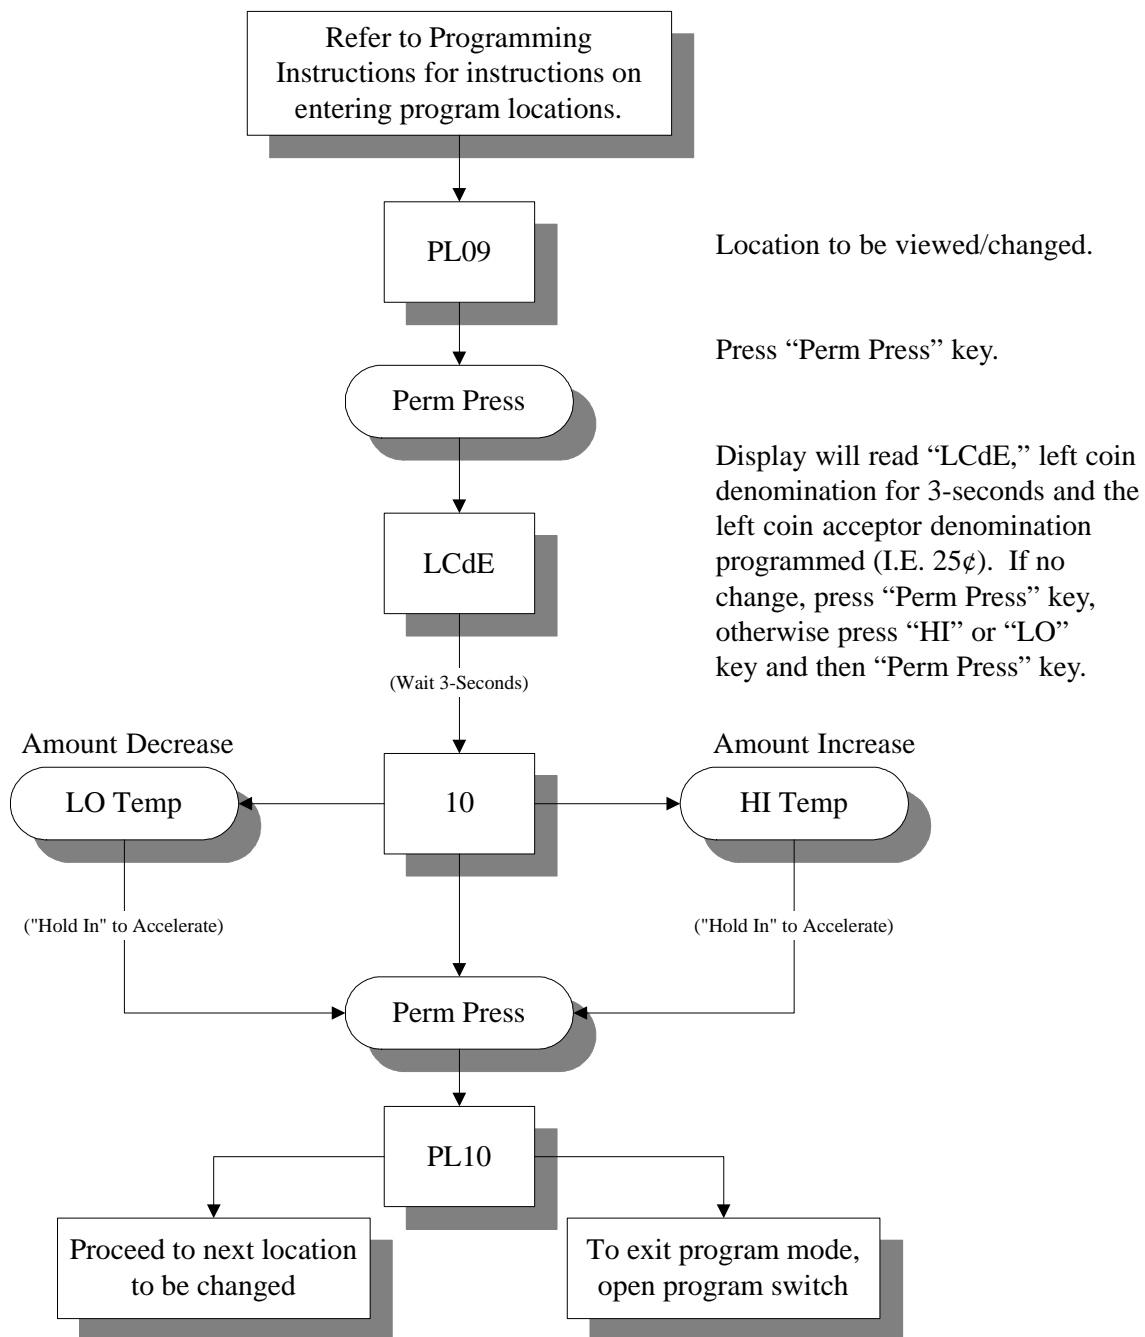 Refer to Programming
Instructions for instructions on
entering program locations.
PL09
Location to be viewed/changed.
Press “Perm Press” key.
Perm Press
Display will read “LCdE,” left coin
denomination for 3-seconds and the
left coin acceptor denomination
programmed (I.E. 25¢).  If no
change, press “Perm Press” key,
otherwise press “HI” or “LO”
key and then “Perm Press” key.
LCdE
(Wait 3-Seconds)
Amount Decrease
Amount Increase
LO Temp
10
HI Temp
("Hold In" to Accelerate)
("Hold In" to Accelerate)
Perm Press
PL10
Proceed to next location
to be changed
To exit program mode,
open program switch